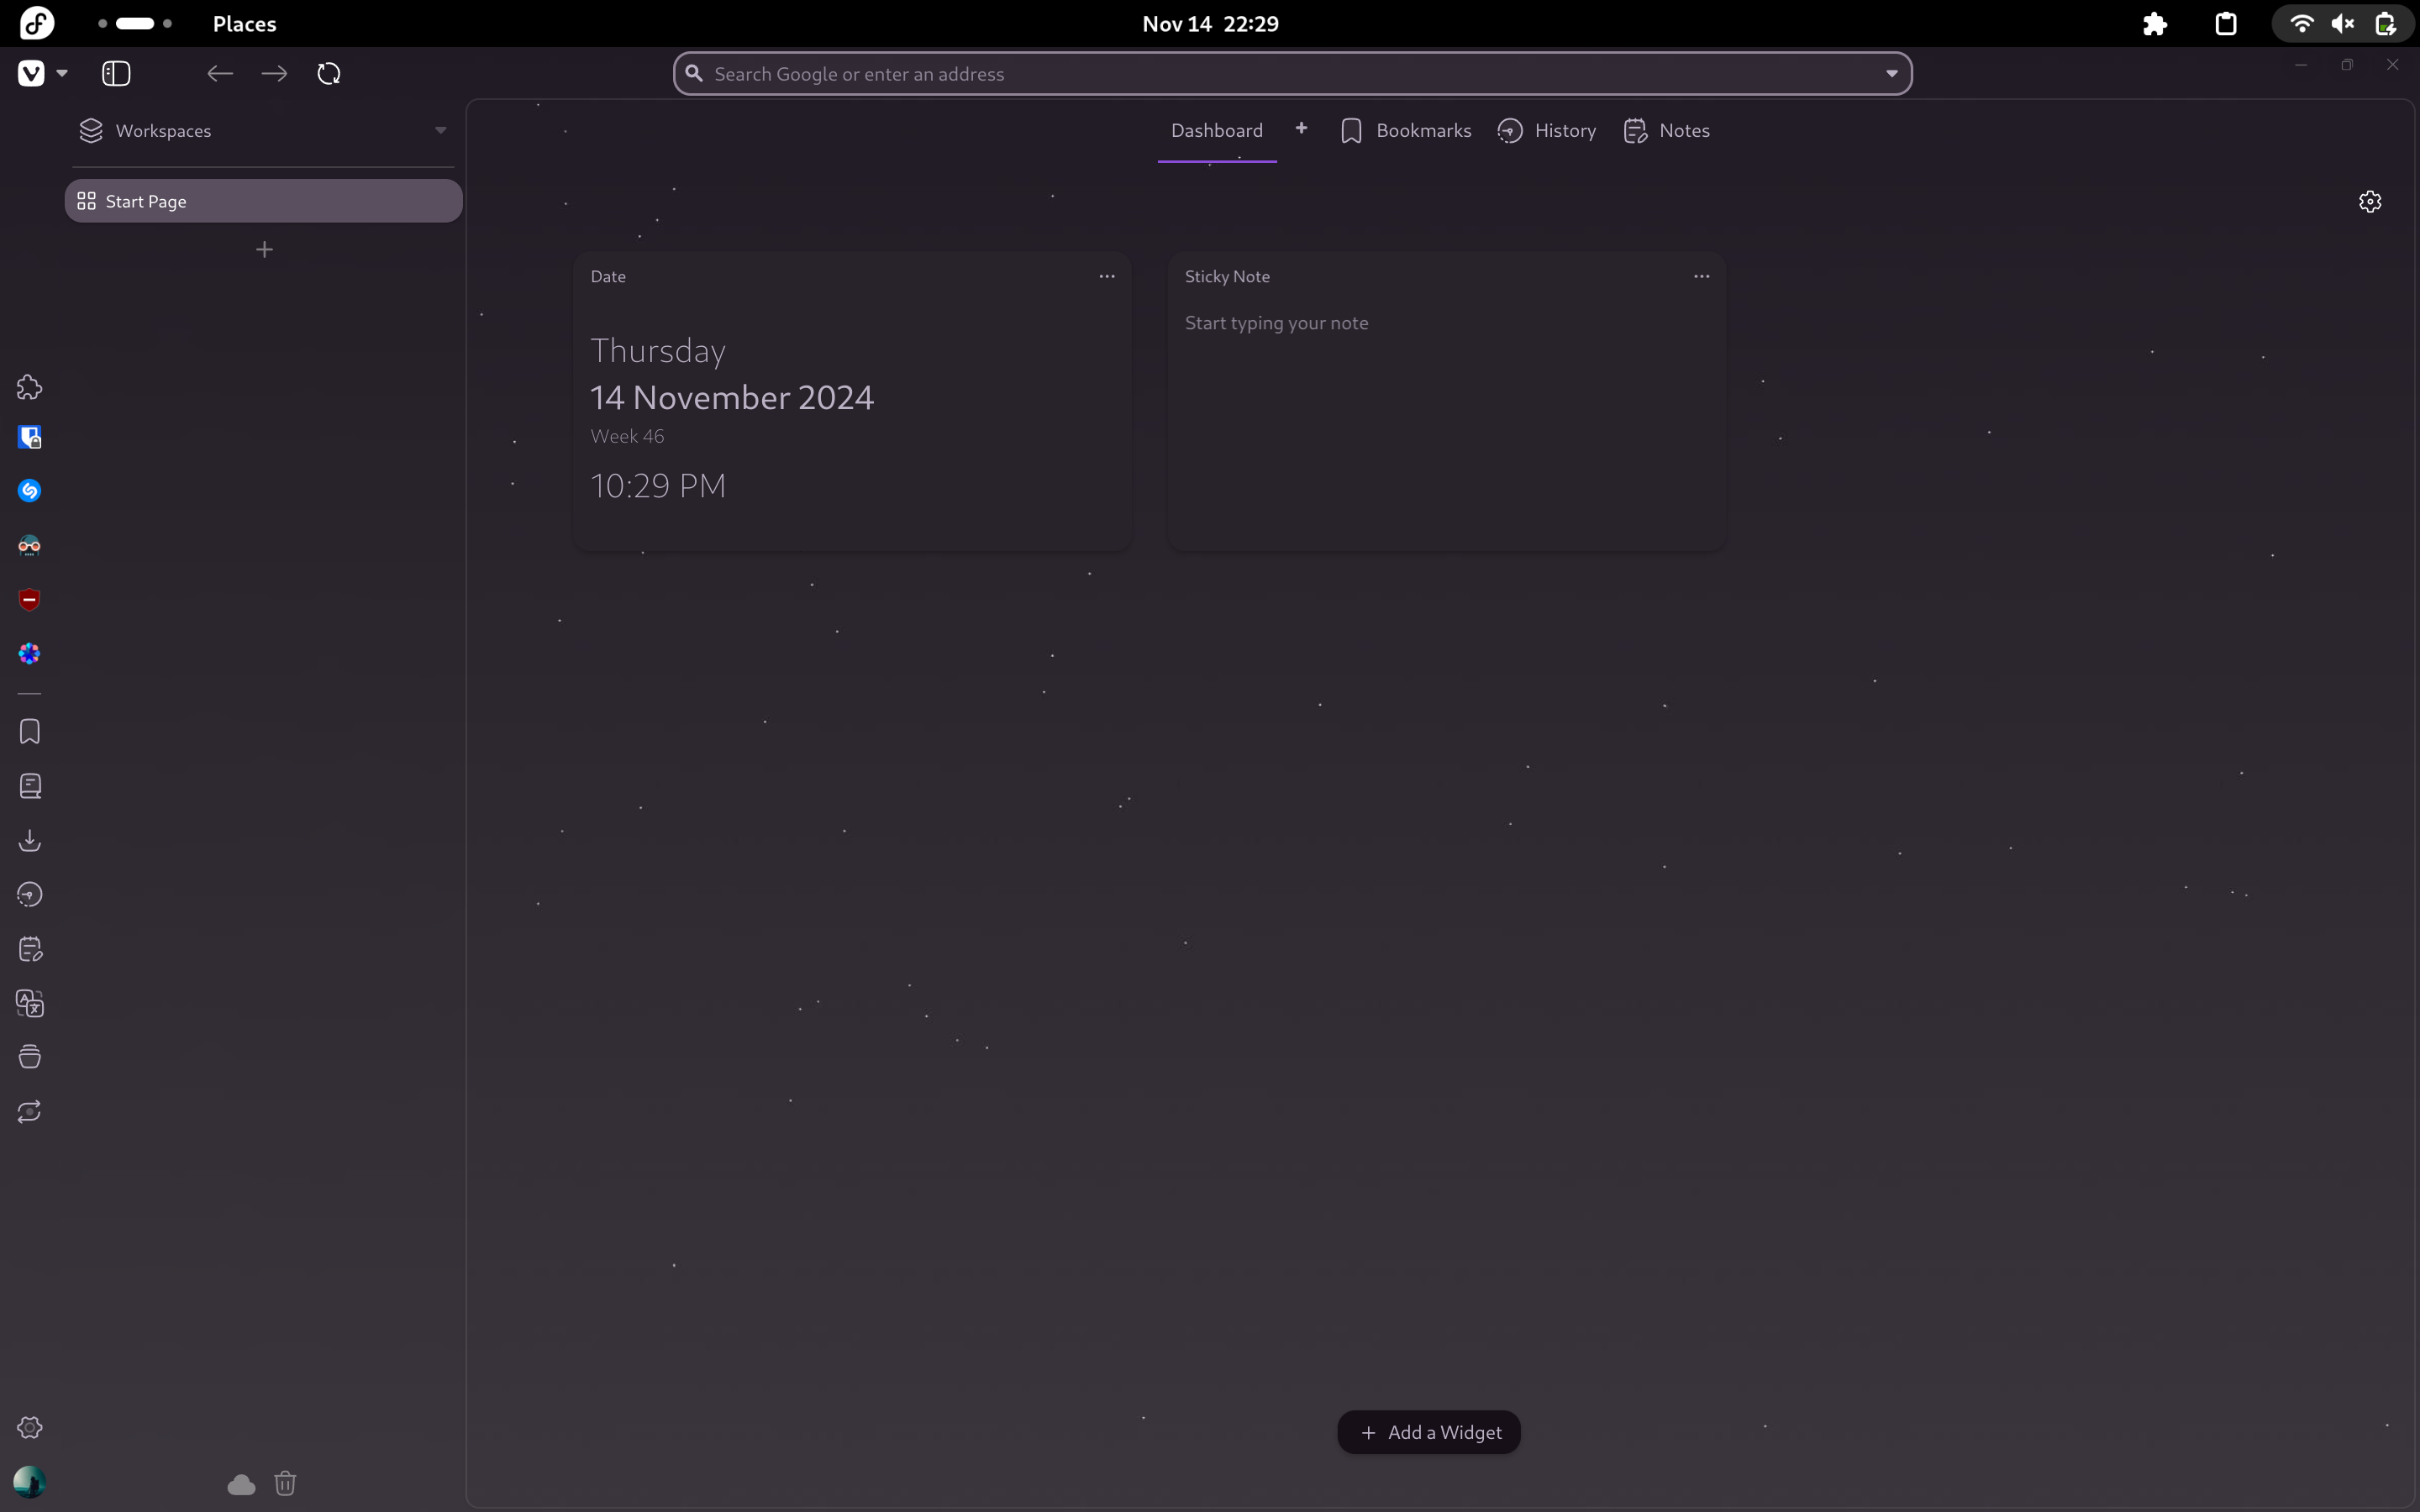 Places
Nov 14 22:29
Search Google or enter an address
Workspaces
Dashboard
Bookmarks
History
Notes
Start Page
Date
Thursday
14 November 2024
Week 46
10:29 PM
Sticky Note
Start typing your note
Add a Widget